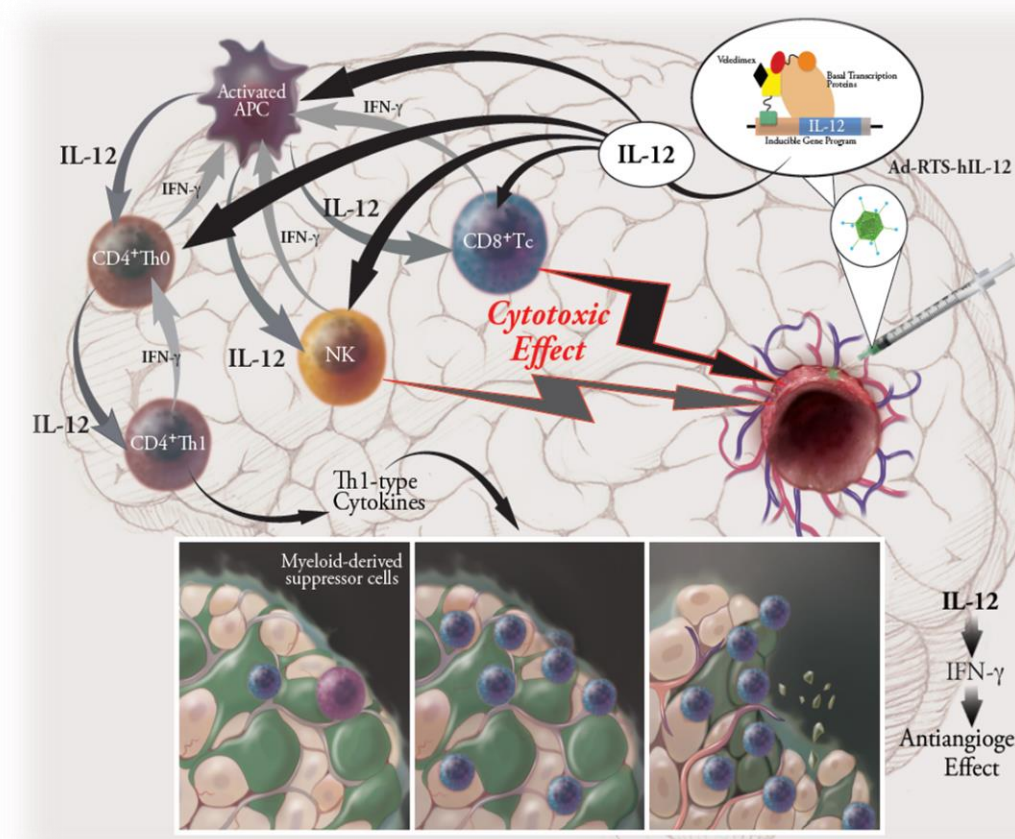 Veledimex
Basal Transcription
Proteins
IL-12
Inducible Gene Program
Ad-RTS-hIL-12
IL-12
Activated
APC
IFN-γ
IL-12
IFN-γ
IL-12
IFN-γ
CD4⁺Th0
CD8⁺Tc
Cytotoxic
Effect
IL-12
NK
IFN-γ
IL-12
CD4⁺Th1
Th1-type
Cytokines
Myeloid-derived
suppressor cells
IL-12
IFN-γ
Antiangioge
Effect